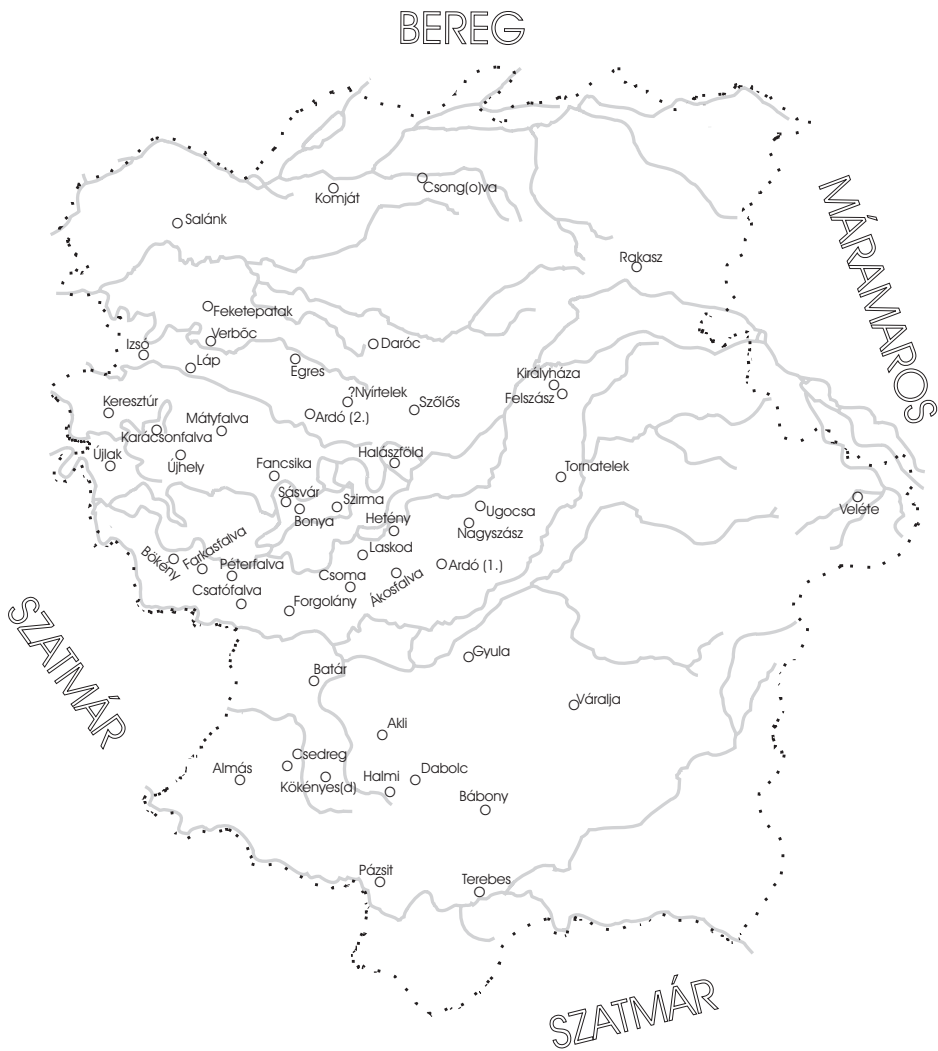 BEREG
Komját
Csong(o)va
Salánk
MÁRAMAROS
Rakasz
Feketepatak
Verbőc
Izsó
Daróc
Láp
Egres
Királyháza
?Nyírtelek
Felszász
Keresztúr
Szőlős
Ardó (2.)
Mátyfalva
Karácsonfalva
Újlak
Halászföld
Újhely
Fancsika
Tornatelek
Sásvár
Szirma
Veléte
Bonya
Ugocsa
Hetény
Nagyszász
Farkasfalva
Laskod
Bökény
Péterfalva
Ardó (1.)
Csoma
Ákosfalva
Csatófalva
Forgolány
SZATMÁR
Gyula
Batár
Váralja
Akli
Csedreg
Almás
Halmi
Dabolc
Kökényes(d)
Bábony
Pázsit
Terebes
SZATMÁR